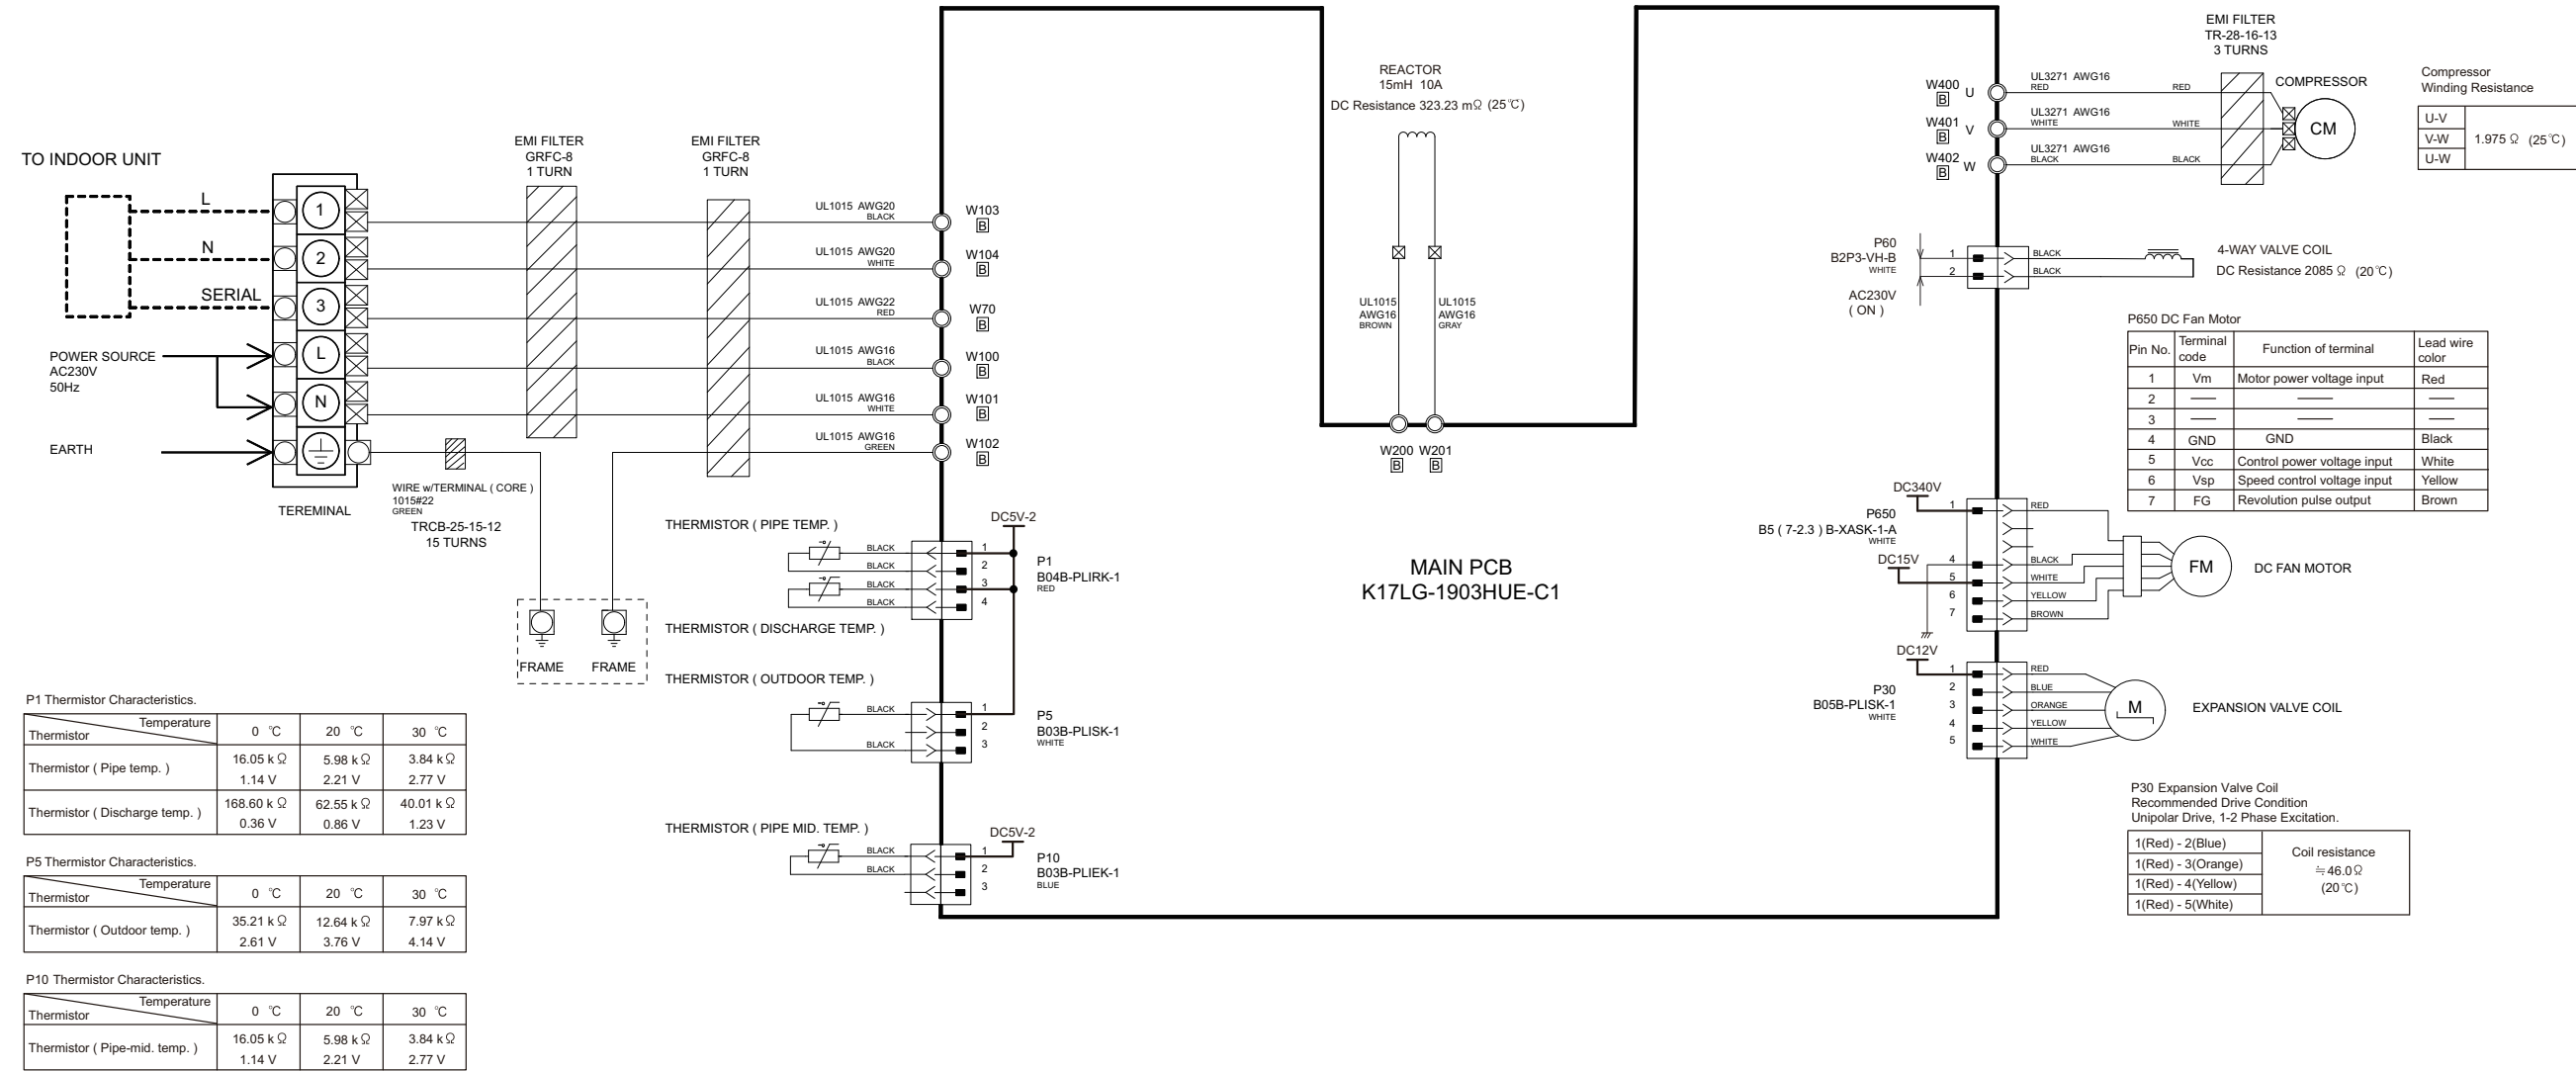 TO INDOOR UNIT
L
N
SERIAL
POWER SOURCE
AC230V
50Hz
EARTH
1
2
3
L
N
TEREMINAL
WIRE w/TERMINAL ( CORE )
1015#22
GREEN
TRCB-25-15-12
15 TURNS
EMI FILTER
GRFC-8
1 TURN
EMI FILTER
GRFC-8
1 TURN
FRAME
FRAME
UL1015 AWG20
BLACK
W103
B
UL1015 AWG20
WHITE
W104
B
UL1015 AWG22
RED
W70
B
UL1015 AWG16
BLACK
W100
B
UL1015 AWG16
WHITE
W101
B
UL1015 AWG16
GREEN
W102
B
THERMISTOR ( PIPE TEMP. )
DC5V-2
BLACK
1
BLACK
2
BLACK
3
BLACK
4
P1
B04B-PLIRK-1
RED
THERMISTOR ( DISCHARGE TEMP. )
THERMISTOR ( OUTDOOR TEMP. )
BLACK
1
2
BLACK
3
P5
B03B-PLISK-1
WHITE
THERMISTOR ( PIPE MID. TEMP. )
DC5V-2
BLACK
1
BLACK
2
3
P10
B03B-PLIEK-1
BLUE
REACTOR
15mH 10A
DC Resistance 323.23 mΩ (25℃)
UL1015
AWG16
BROWN
UL1015
AWG16
GRAY
W200 W201
B B
MAIN PCB
K17LG-1903HUE-C1
EMI FILTER
TR-28-16-13
3 TURNS
W400
B
U
UL3271 AWG16
RED
RED
W401
B
V
UL3271 AWG16
WHITE
WHITE
W402
B
W
UL3271 AWG16
BLACK
BLACK
COMPRESSOR
CM
Compressor
Winding Resistance
U-V
V-W
U-W
1.975 Ω (25℃)
P60
B2P3-VH-B
WHITE
AC230V
( ON )
1
BLACK
2
BLACK
4-WAY VALVE COIL
DC Resistance 2085 Ω (20℃)
P650 DC Fan Motor
Pin No. Terminal code Function of terminal Lead wire color
1 Vm Motor power voltage input Red
2 — — —
3 — — —
4 GND GND Black
5 Vcc Control power voltage input White
6 Vsp Speed control voltage input Yellow
7 FG Revolution pulse output Brown
DC340V
P650
B5 ( 7-2.3 ) B-XASK-1-A
WHITE
DC15V
1
RED
4
BLACK
5
WHITE
6
YELLOW
7
BROWN
FM
DC FAN MOTOR
DC12V
P30
B05B-PLISK-1
WHITE
1
RED
2
BLUE
3
ORANGE
4
YELLOW
5
WHITE
M
EXPANSION VALVE COIL
P30 Expansion Valve Coil
Recommended Drive Condition
Unipolar Drive, 1-2 Phase Excitation.
1(Red) - 2(Blue)
1(Red) - 3(Orange)
1(Red) - 4(Yellow)
1(Red) - 5(White)
Coil resistance
≒46.0Ω
(20℃)
P1 Thermistor Characteristics.
Temperature
Thermistor
0 ℃ 20 ℃ 30 ℃
Thermistor ( Pipe temp. )
16.05 k Ω 5.98 k Ω 3.84 k Ω
1.14 V 2.21 V 2.77 V
Thermistor ( Discharge temp. )
168.60 k Ω 62.55 k Ω 40.01 k Ω
0.36 V 0.86 V 1.23 V
P5 Thermistor Characteristics.
Temperature
Thermistor
0 ℃ 20 ℃ 30 ℃
Thermistor ( Outdoor temp. )
35.21 k Ω 12.64 k Ω 7.97 k Ω
2.61 V 3.76 V 4.14 V
P10 Thermistor Characteristics.
Temperature
Thermistor
0 ℃ 20 ℃ 30 ℃
Thermistor ( Pipe-mid. temp. )
16.05 k Ω 5.98 k Ω 3.84 k Ω
1.14 V 2.21 V 2.77 V